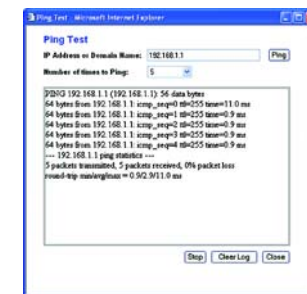 Ping Test - Microsoft Internet Explorer
Ping Test
IP Address or Domain Name: 192.168.1.1 Ping
Number of times to Ping: 5
PING 192.168.1.1 (192.168.1.1): 56 data bytes
64 bytes from 192.168.1.1: icmp_seq=0 ttl=255 time=11.0 ms
64 bytes from 192.168.1.1: icmp_seq=1 ttl=255 time=0.9 ms
64 bytes from 192.168.1.1: icmp_seq=2 ttl=255 time=0.9 ms
64 bytes from 192.168.1.1: icmp_seq=3 ttl=255 time=0.9 ms
64 bytes from 192.168.1.1: icmp_seq=4 ttl=255 time=0.9 ms
--- 192.168.1.1 ping statistics ---
5 packets transmitted, 5 packets received, 0% packet loss
round-trip min/avg/max = 0.9/2.9/11.0 ms
Stop Clear Log Close